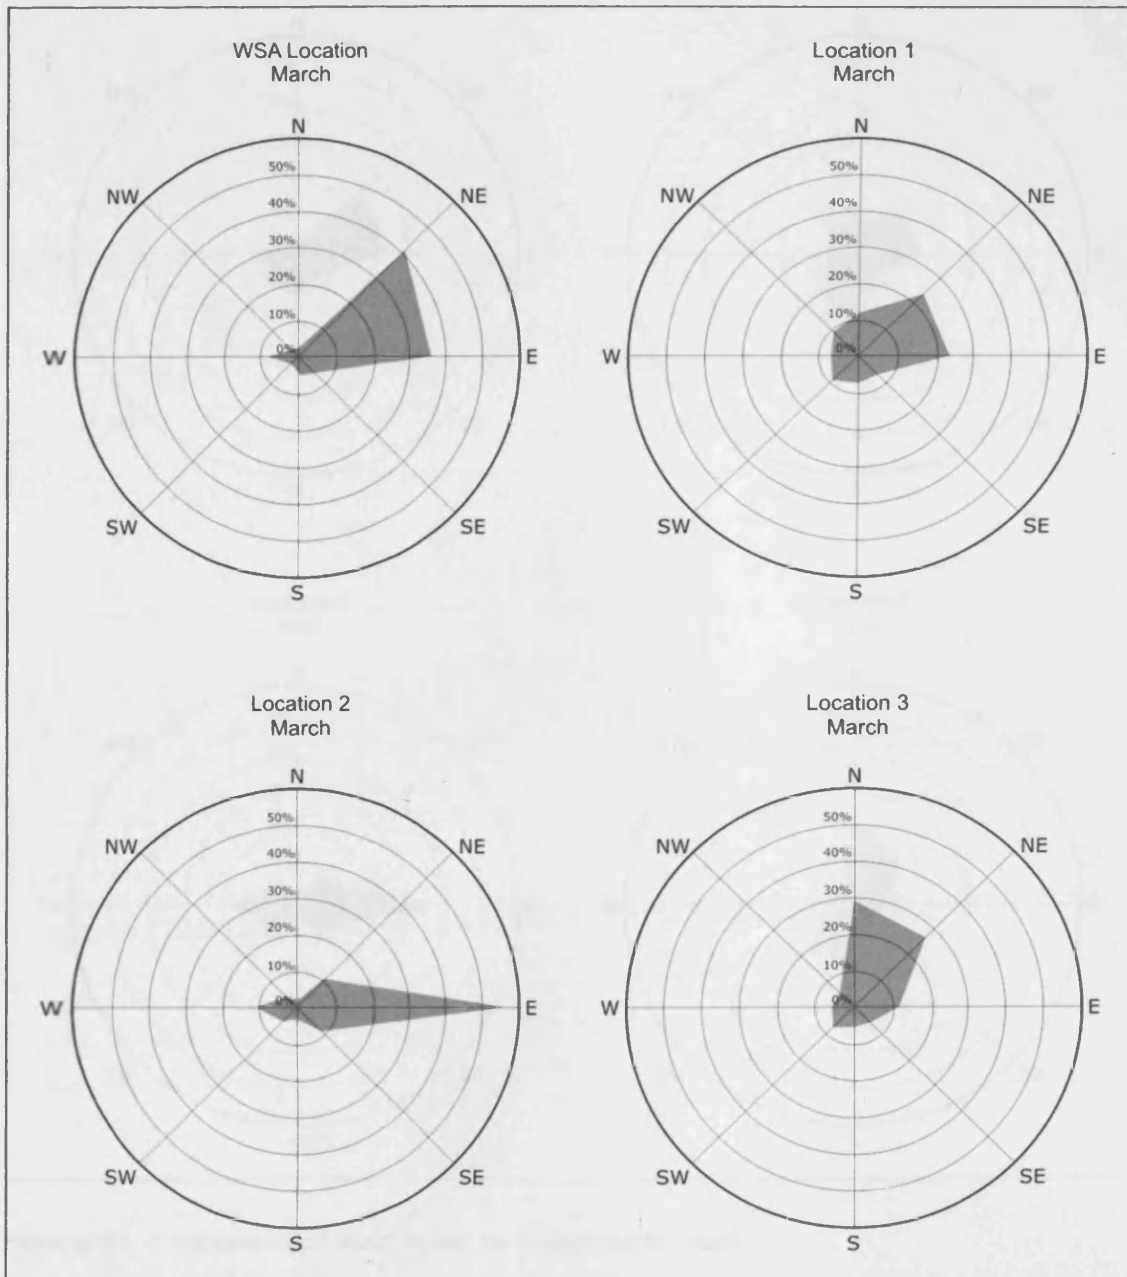 WSA Location
March
N
NW
NE
50%
40%
30%
20%
10%
0%
W
E
SW
SE
S
Location 1
March
N
NW
NE
50%
40%
30%
20%
10%
0%
W
E
SW
SE
S
Location 2
March
N
NW
NE
50%
40%
30%
20%
10%
0%
W
E
SW
SE
S
Location 3
March
N
NW
NE
50%
40%
30%
20%
10%
0%
W
E
SW
SE
S